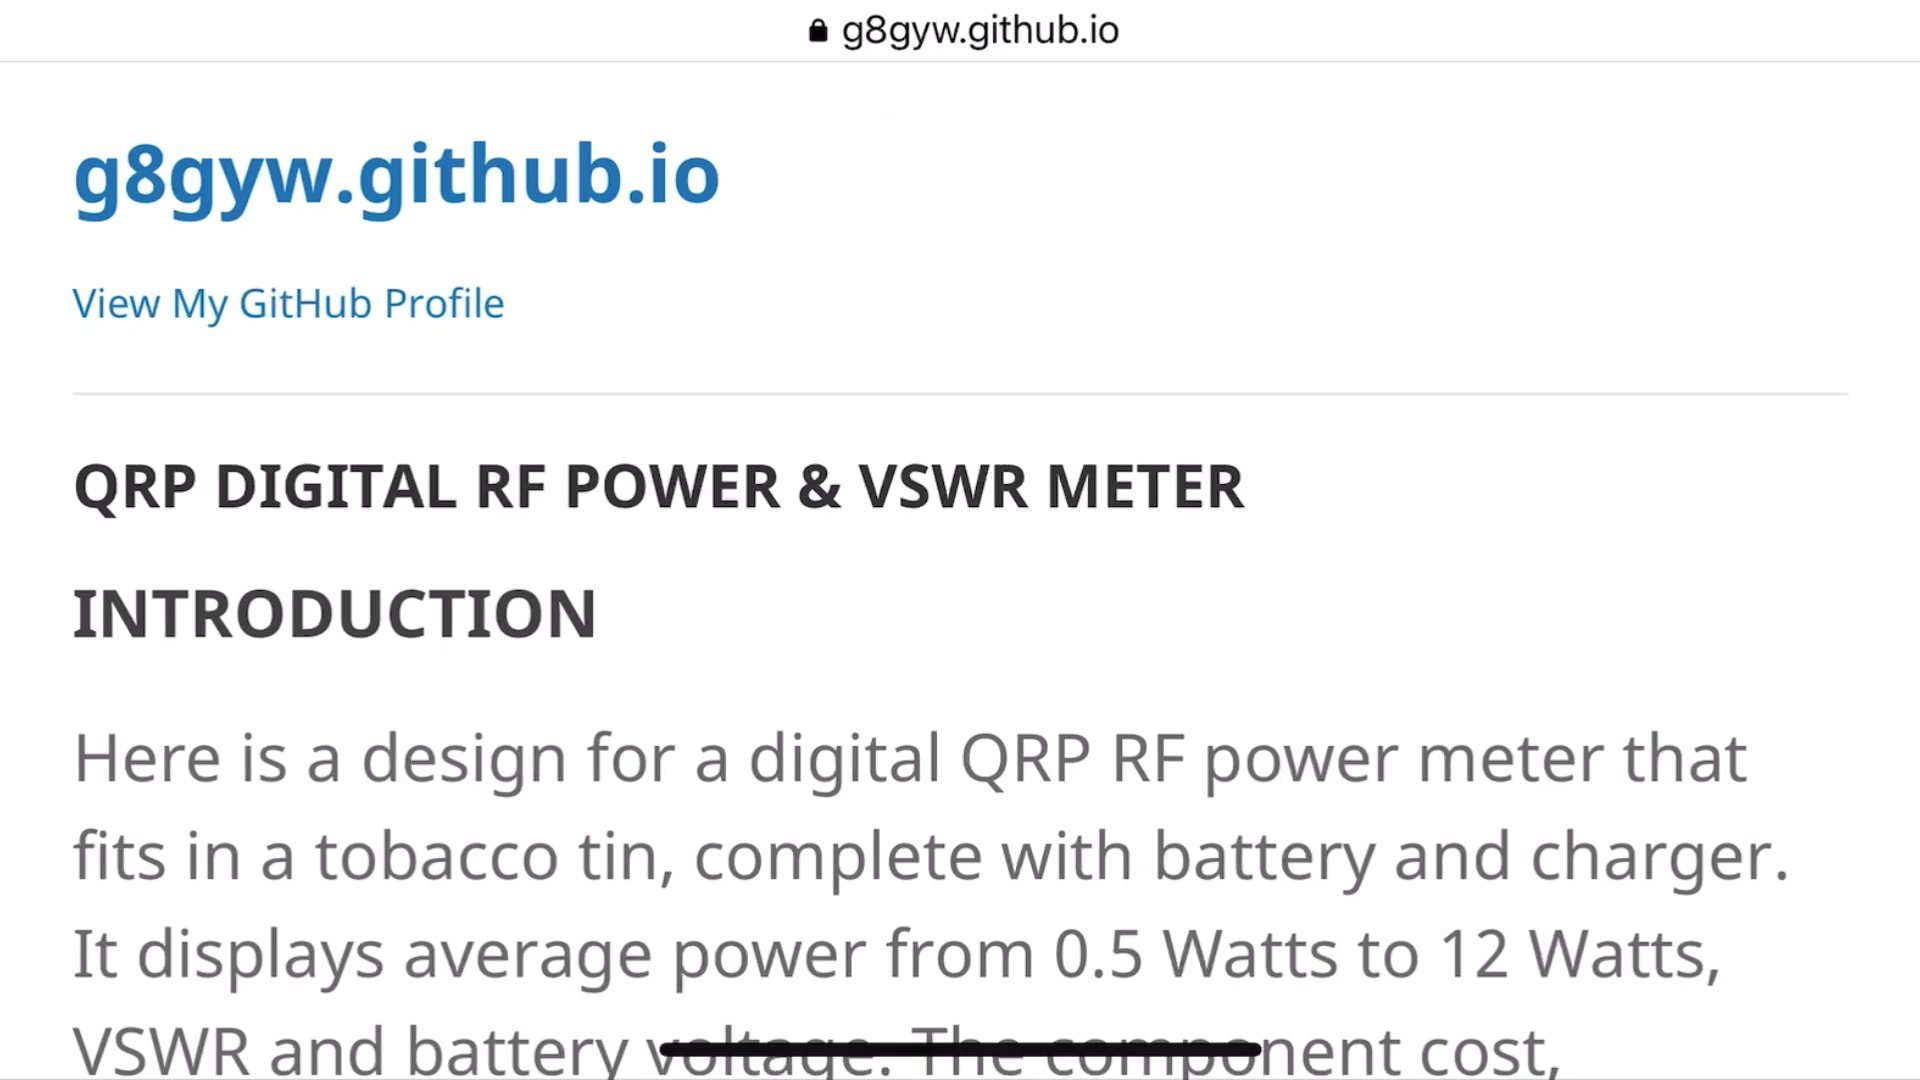 g8gyw.github.io
g8gyw.github.io
View My GitHub Profile
QRP DIGITAL RF POWER & VSWR METER
INTRODUCTION
Here is a design for a digital QRP RF power meter that
fits in a tobacco tin, complete with battery and charger.
It displays average power from 0.5 Watts to 12 Watts,
VSWR and battery voltage. The component cost,